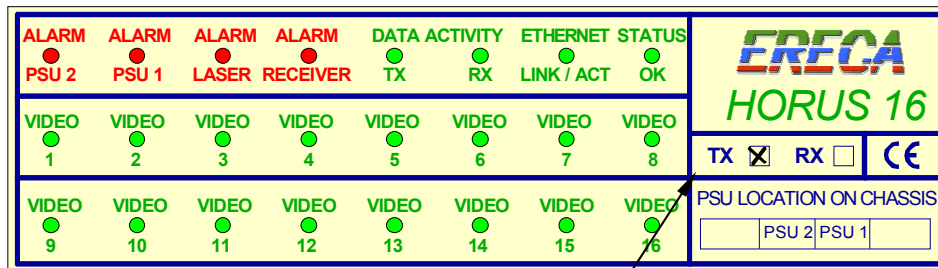 ALARM ALARM ALARM ALARM DATA ACTIVITY ETHERNET STATUS
PSU 2 PSU 1 LASER RECEIVER TX RX LINK / ACT OK
VIDEO VIDEO VIDEO VIDEO VIDEO VIDEO VIDEO VIDEO
1 2 3 4 5 6 7 8
VIDEO VIDEO VIDEO VIDEO VIDEO VIDEO VIDEO VIDEO
9 10 11 12 13 14 15 16
ERECA
HORUS 16
TX RX CE
PSU LOCATION ON CHASSIS
PSU 2 PSU 1